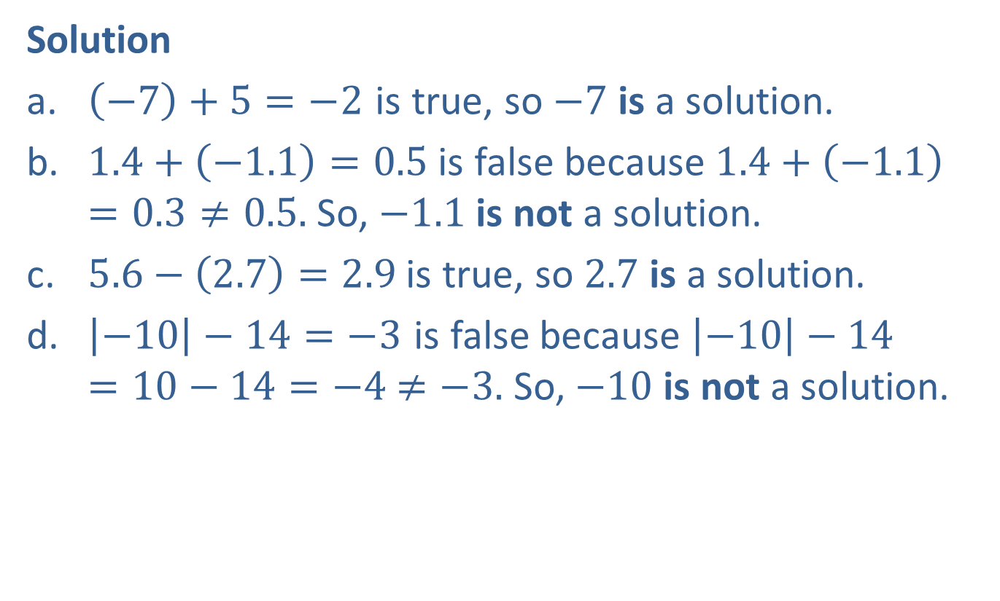 Solution
a. (−7) + 5 = −2 is true, so −7 is a solution.
b. 1.4 + (−1.1) = 0.5 is false because 1.4 + (−1.1)
= 0.3 ≠ 0.5. So, −1.1 is not a solution.
c. 5.6 − (2.7) = 2.9 is true, so 2.7 is a solution.
d. |−10| − 14 = −3 is false because |−10| − 14
= 10 − 14 = −4 ≠ −3. So, −10 is not a solution.